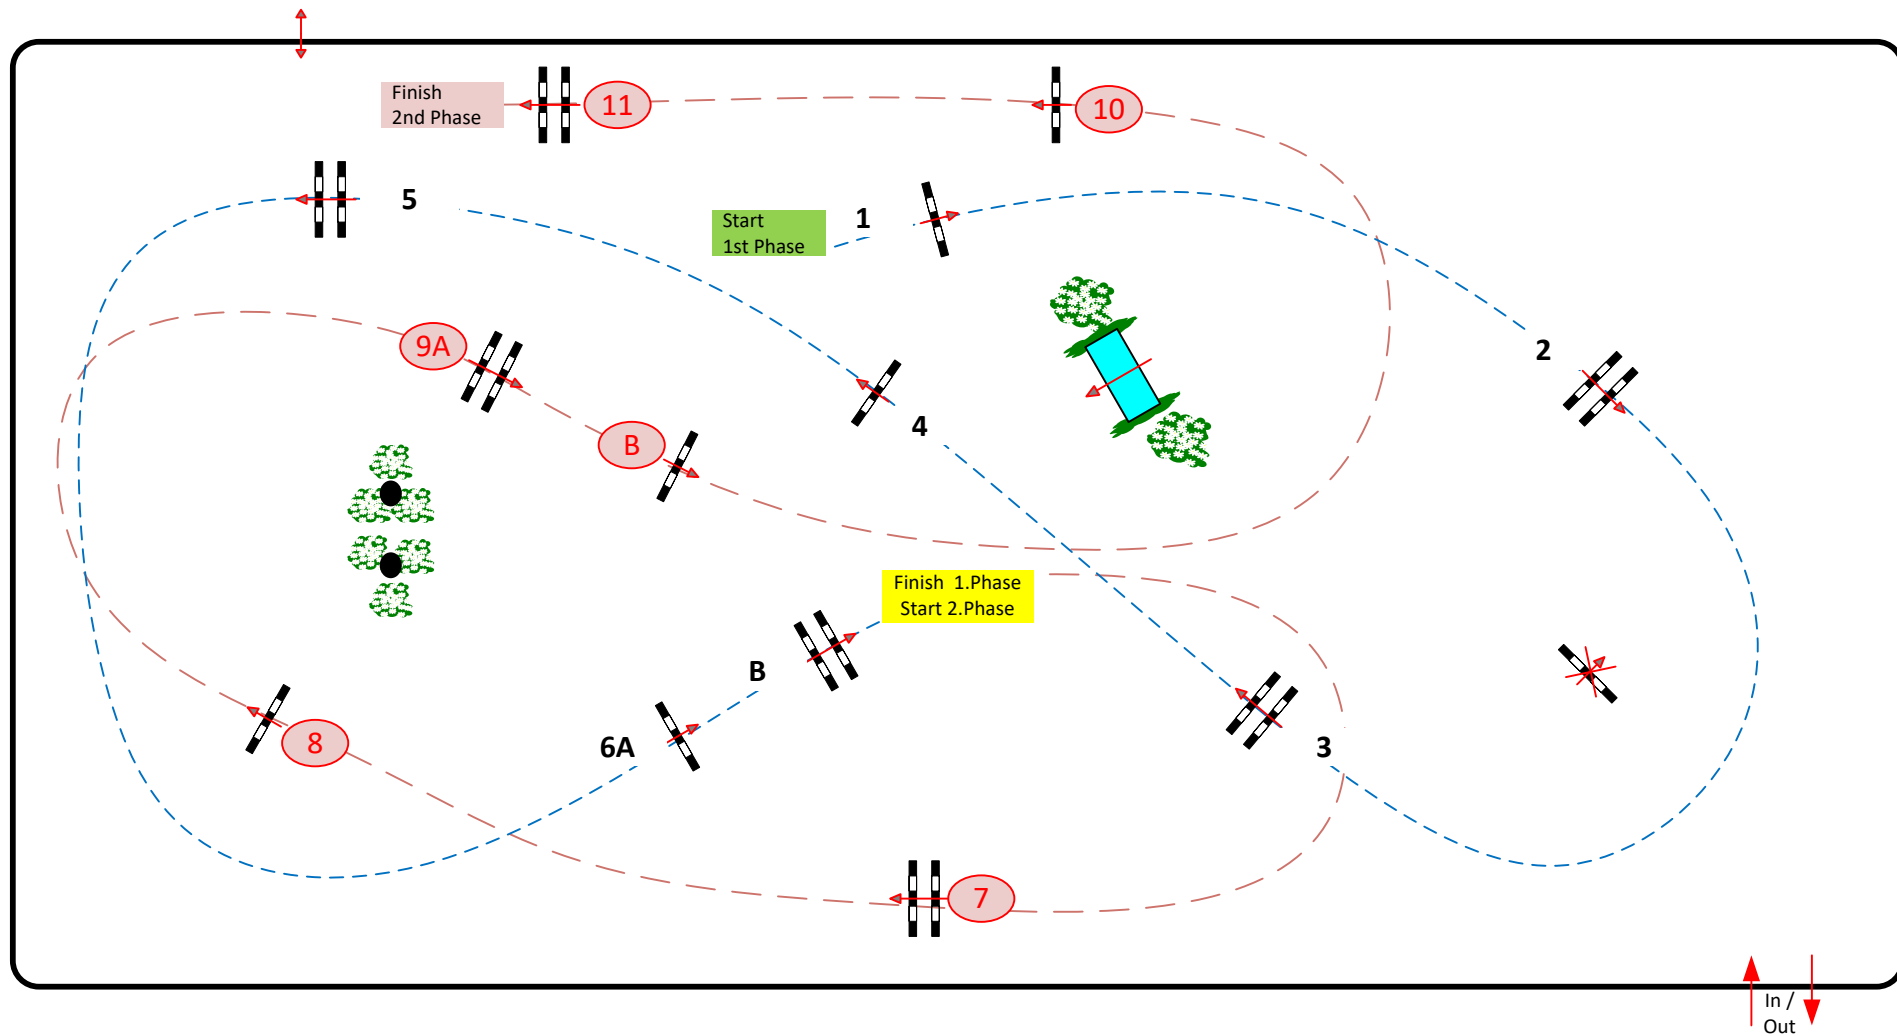 Finish
2nd Phase
11
10
5
1
Start
1st Phase
2
9A
4
B
Finish 1.Phase
Start 2.Phase
B
6A
3
8
7
In /
Out